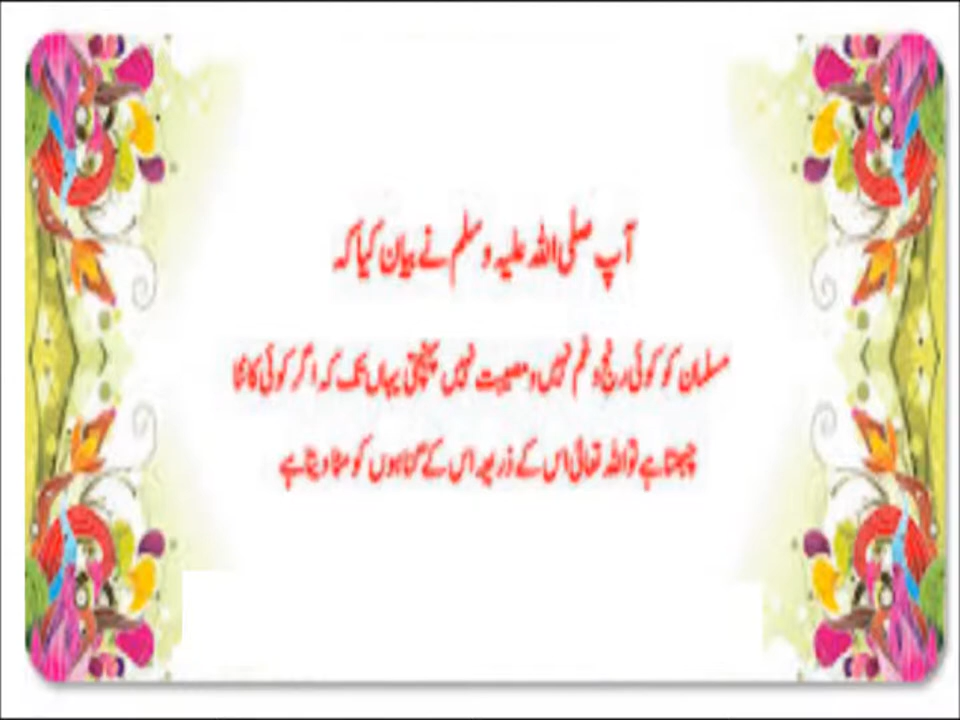 آپ صلی اللہ علیہ وسلم نے بیان کیا کہ
مسلمان کو کوئی رنج و غم نہیں و مصیبت نہیں پہنچتی یہاں تک کہ اگر کوئی کانٹا
چبھتا ہے تو اللہ تعالیٰ اس کے ذریعہ اس کے گناہوں کو مٹا دیتا ہے